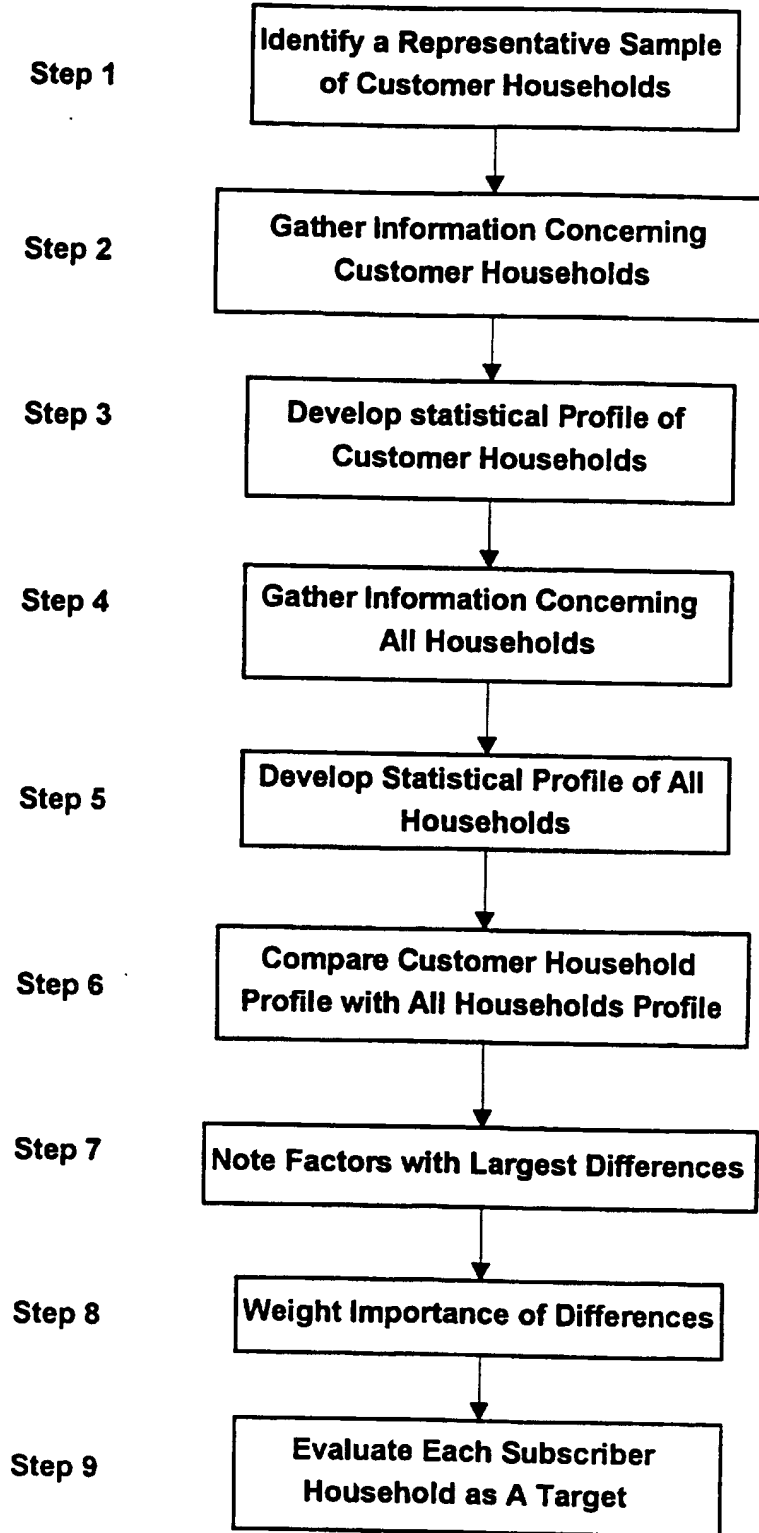 Step 1
Identify a Representative Sample
of Customer Households
Step 2
Gather Information Concerning
Customer Households
Step 3
Develop statistical Profile of
Customer Households
Step 4
Gather Information Concerning
All Households
Step 5
Develop Statistical Profile of All
Households
Step 6
Compare Customer Household
Profile with All Households Profile
Step 7
Note Factors with Largest Differences
Step 8
Weight Importance of Differences
Step 9
Evaluate Each Subscriber
Household as A Target